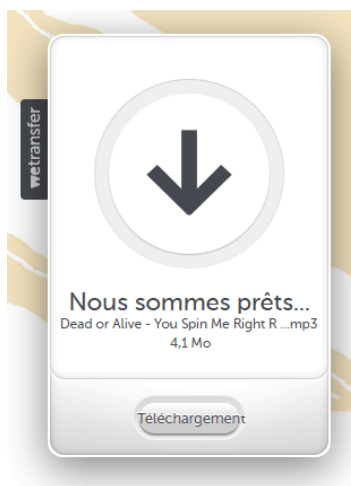 wetransfer
Nous sommes prêts...
Dead or Alive - You Spin Me Right R ...mp3
4,1 Mo
Téléchargement